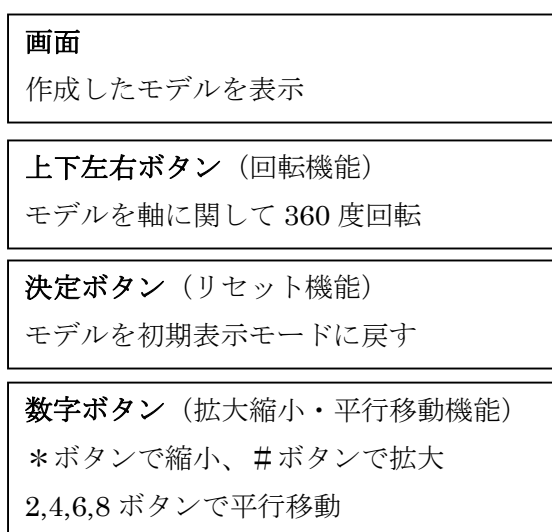 画面
作成したモデルを表示
上下左右ボタン（回転機能）
モデルを軸に関して 360 度回転
決定ボタン（リセット機能）
モデルを初期表示モードに戻す
数字ボタン（拡大縮小・平行移動機能）
＊ボタンで縮小、＃ボタンで拡大
2,4,6,8 ボタンで平行移動